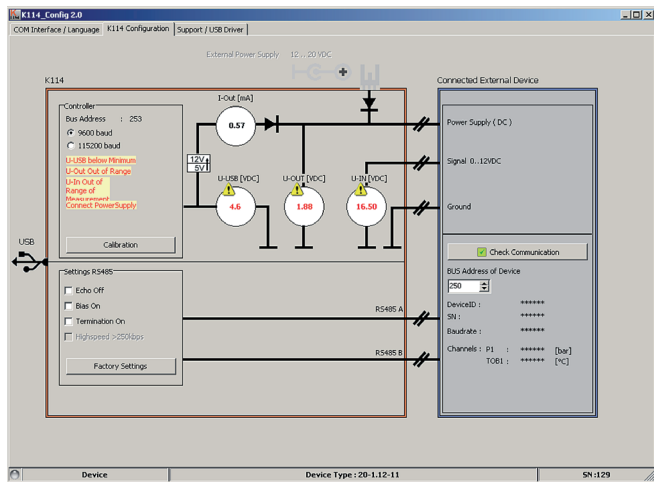 K114_Config 2.0
COM Interface / Language K114 Configuration Support / USB Driver
External Power Supply 12... 20 VDC
K114
Connected External Device
Controller
Bus Address : 253
9600 baud
115200 baud
U-USB below Minimum
U-Out Out of Range
U-In Out of
Range of
Measurement
Connect PowerSupply
Calibration
I-Out [mA]
0.57
12V
5V
U-USB [VDC] U-OUT [VDC] U-IN [VDC]
4.6 1.88 16.50
Power Supply ( DC )
Signal 0..12VDC
Ground
USB
Settings RS485
Echo Off
Bias On
Termination On
Highspeed >250kbps
Factory Settings
RS485 A
RS485 B
Check Communication
BUS Address of Device
250
DeviceID : ******
SN : ******
Baudrate : ******
Channels : P1 : ****** [bar]
TOB1 : ****** [°C]
Device Device Type : 20-1.12-11 SN :129